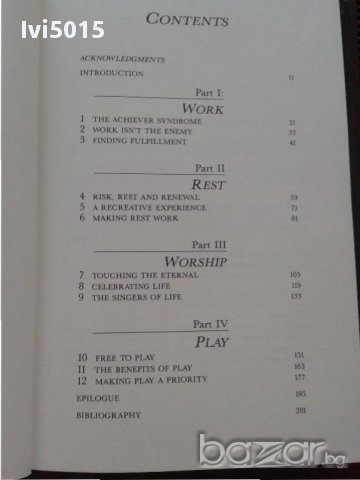 lvi5015
CONTENTS
ACKNOWLEDGMENTS
INTRODUCTION 11
Part I:
WORK
1 THE ACHIEVER SYNDROME 21
2 WORK ISN'T THE ENEMY 33
3 FINDING FULFILLMENT 41
Part II
REST
4 RISK, REST AND RENEWAL 59
5 A RECREATIVE EXPERIENCE 71
6 MAKING REST WORK 81
Part III
WORSHIP
7 TOUCHING THE ETERNAL 105
8 CELEBRATING LIFE 119
9 THE SINGERS OF LIFE 135
Part IV
PLAY
10 FREE TO PLAY 151
11 THE BENEFITS OF PLAY 163
12 MAKING PLAY A PRIORITY 177
EPILOGUE 195
BIBLIOGRAPHY 201
bazar.bg